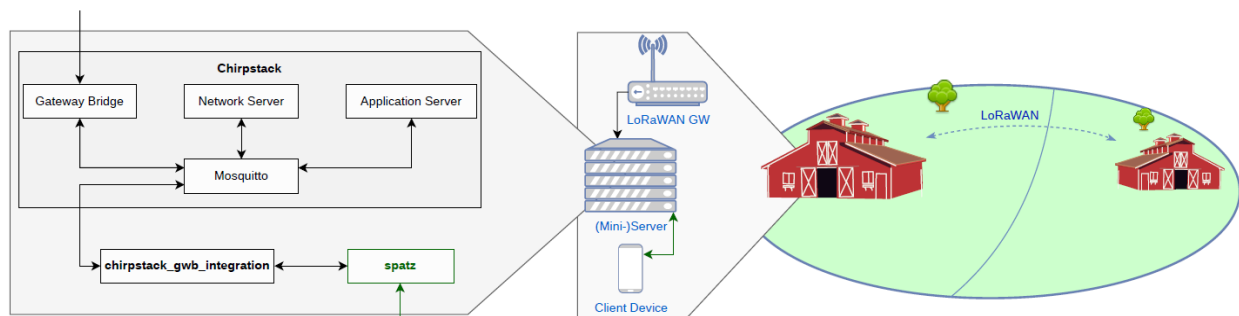 Chirpstack
Gateway Bridge
Network Server
Application Server
Mosquitto
chirpstack_gwb_integration
spatz
LoRaWAN GW
(Mini-)Server
Client Device
LoRaWAN